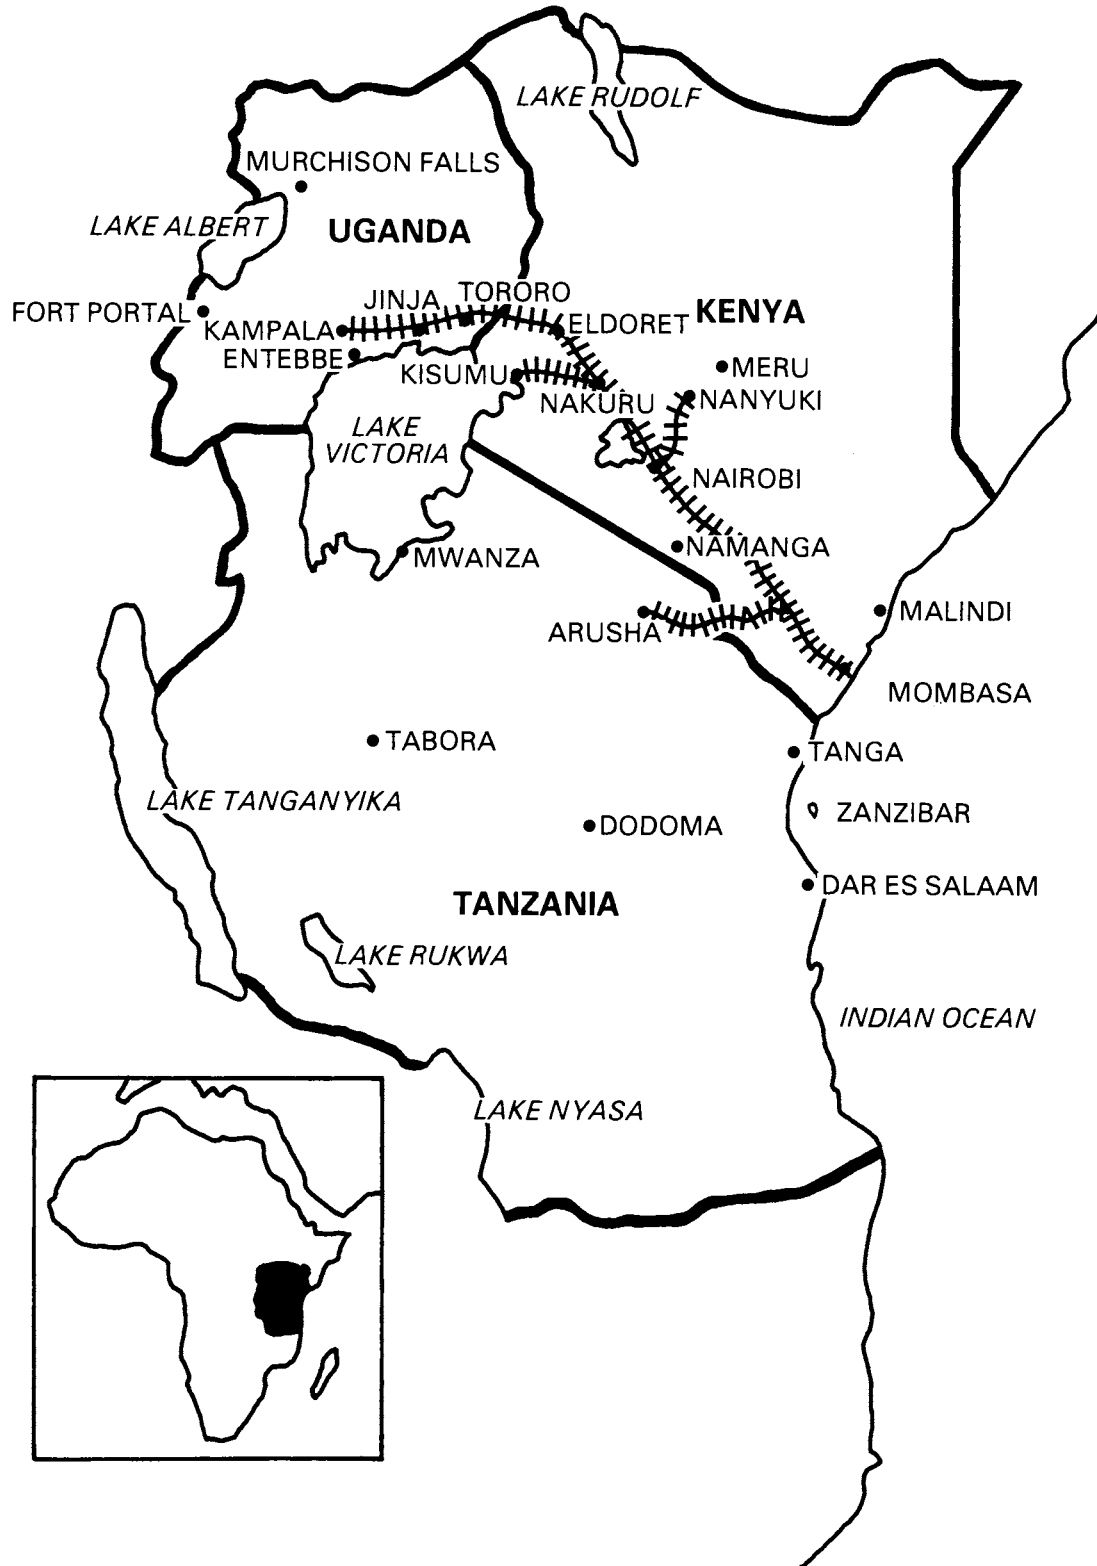 LAKE RUDOLF
MURCHISON FALLS
LAKE ALBERT
UGANDA
FORT PORTAL
JINJA
TORORO
KENYA
KAMPALA
ELDORET
ENTEBBE
KISUMU
MERU
NAKURU
NANYUKI
LAKE
VICTORIA
NAIROBI
NAMANGA
MWANZA
MALINDI
ARUSHA
MOMBASA
TABORA
TANGA
LAKE TANGANYIKA
ZANZIBAR
DODOMA
DAR ES SALAAM
TANZANIA
LAKE RUKWA
INDIAN OCEAN
LAKE NYASA